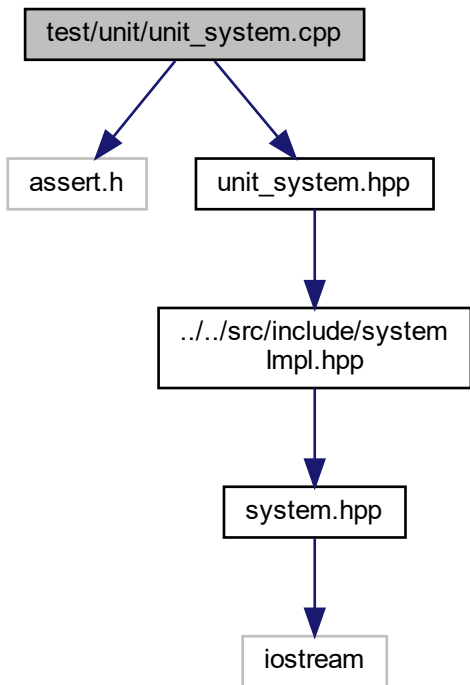 test/unit/unit_system.cpp
assert.h
unit_system.hpp
../../src/include/system
Impl.hpp
system.hpp
iostream